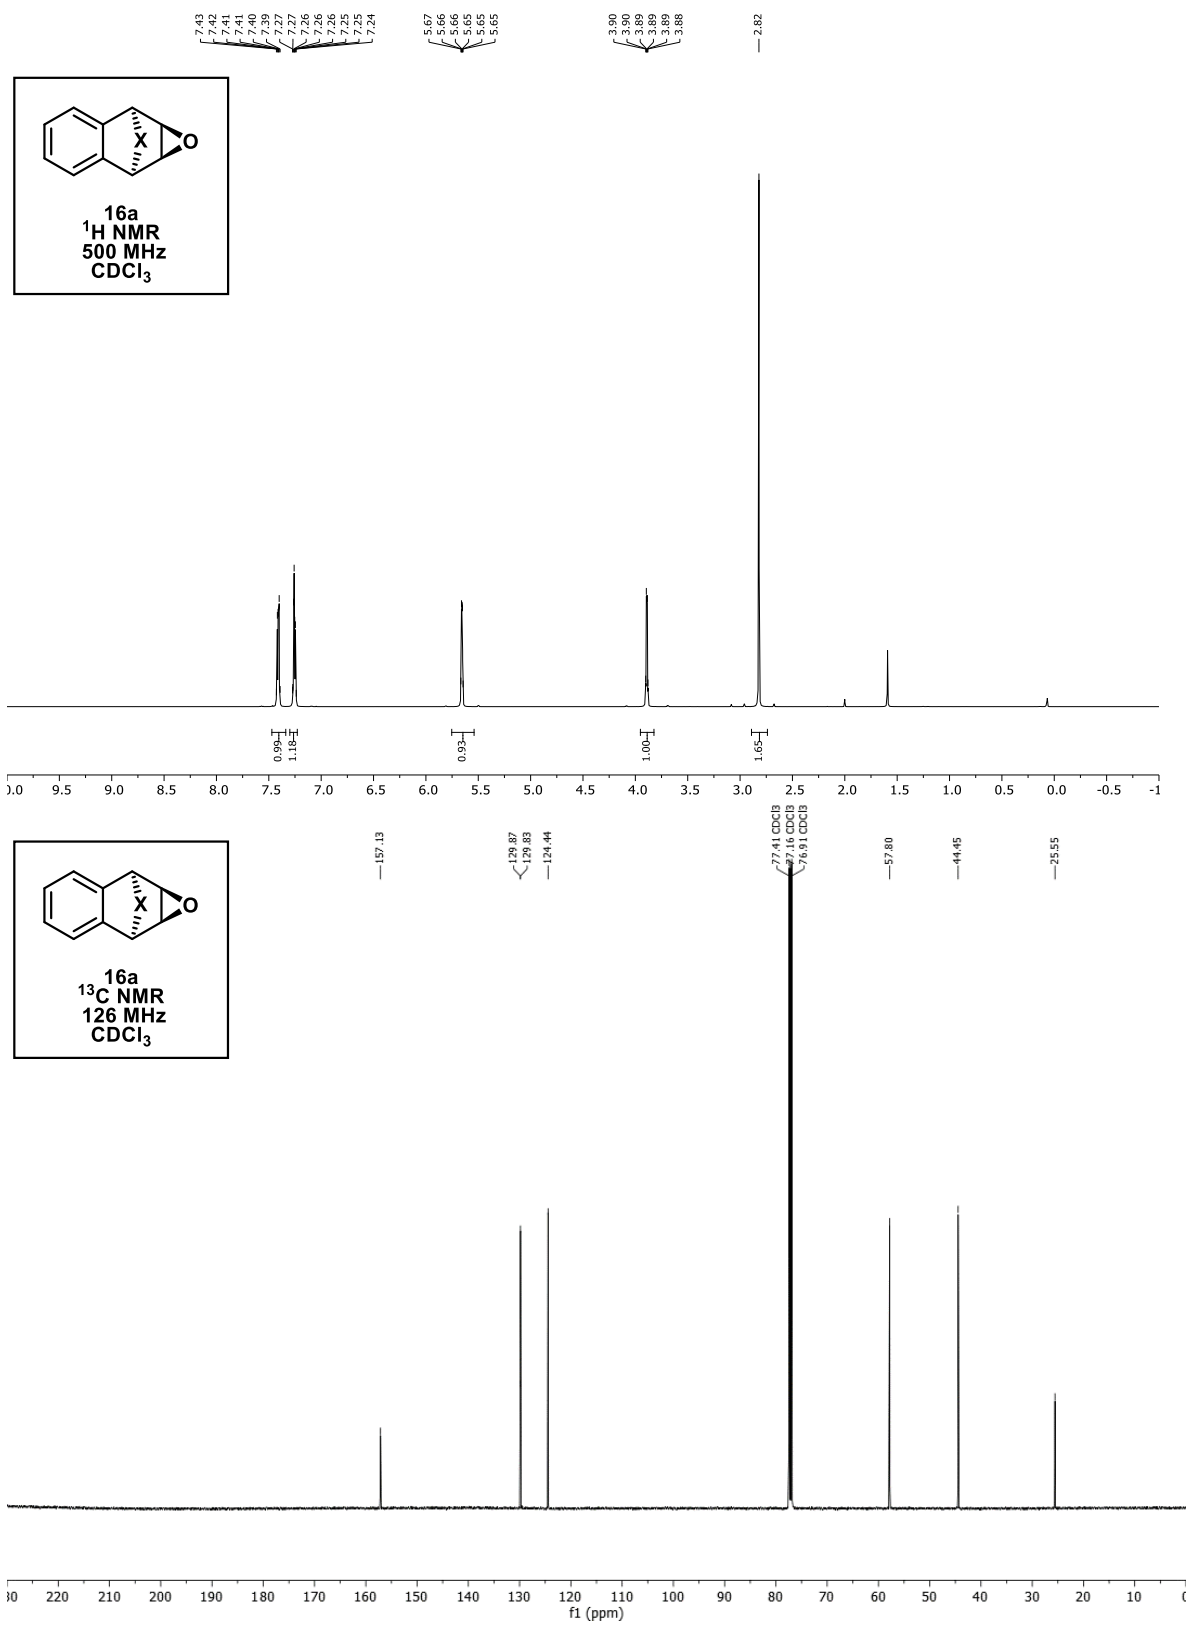 7.43 7.42 7.41 7.41 7.40 7.39 7.27 7.27 7.26 7.26 7.26 7.25 7.25 7.24 5.67 5.66 5.66 5.65 5.65 5.65 3.90 3.90 3.89 3.89 3.89 3.88 2.82
X O
16a
¹H NMR
500 MHz
CDCl₃
0.99 1.18 0.93 1.00 1.65
0.0 9.5 9.0 8.5 8.0 7.5 7.0 6.5 6.0 5.5 5.0 4.5 4.0 3.5 3.0 2.5 2.0 1.5 1.0 0.5 0.0 -0.5 -1
157.13 129.87 129.83 124.44 77.41 CDCl3 77.16 CDCl3 76.91 CDCl3 57.80 44.45 25.55
X O
16a
¹³C NMR
126 MHz
CDCl₃
30 220 210 200 190 180 170 160 150 140 130 120 110 100 90 80 70 60 50 40 30 20 10 0
f1 (ppm)